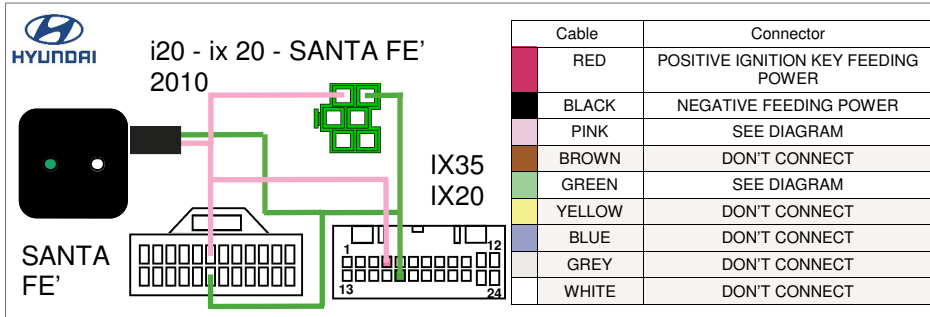 HYUNDAI
i20 - ix 20 - SANTA FE'
2010
IX35
IX20
SANTA
FE'
1
12
13
24
Cable Connector
RED POSITIVE IGNITION KEY FEEDING
POWER
BLACK NEGATIVE FEEDING POWER
PINK SEE DIAGRAM
BROWN DON'T CONNECT
GREEN SEE DIAGRAM
YELLOW DON'T CONNECT
BLUE DON'T CONNECT
GREY DON'T CONNECT
WHITE DON'T CONNECT